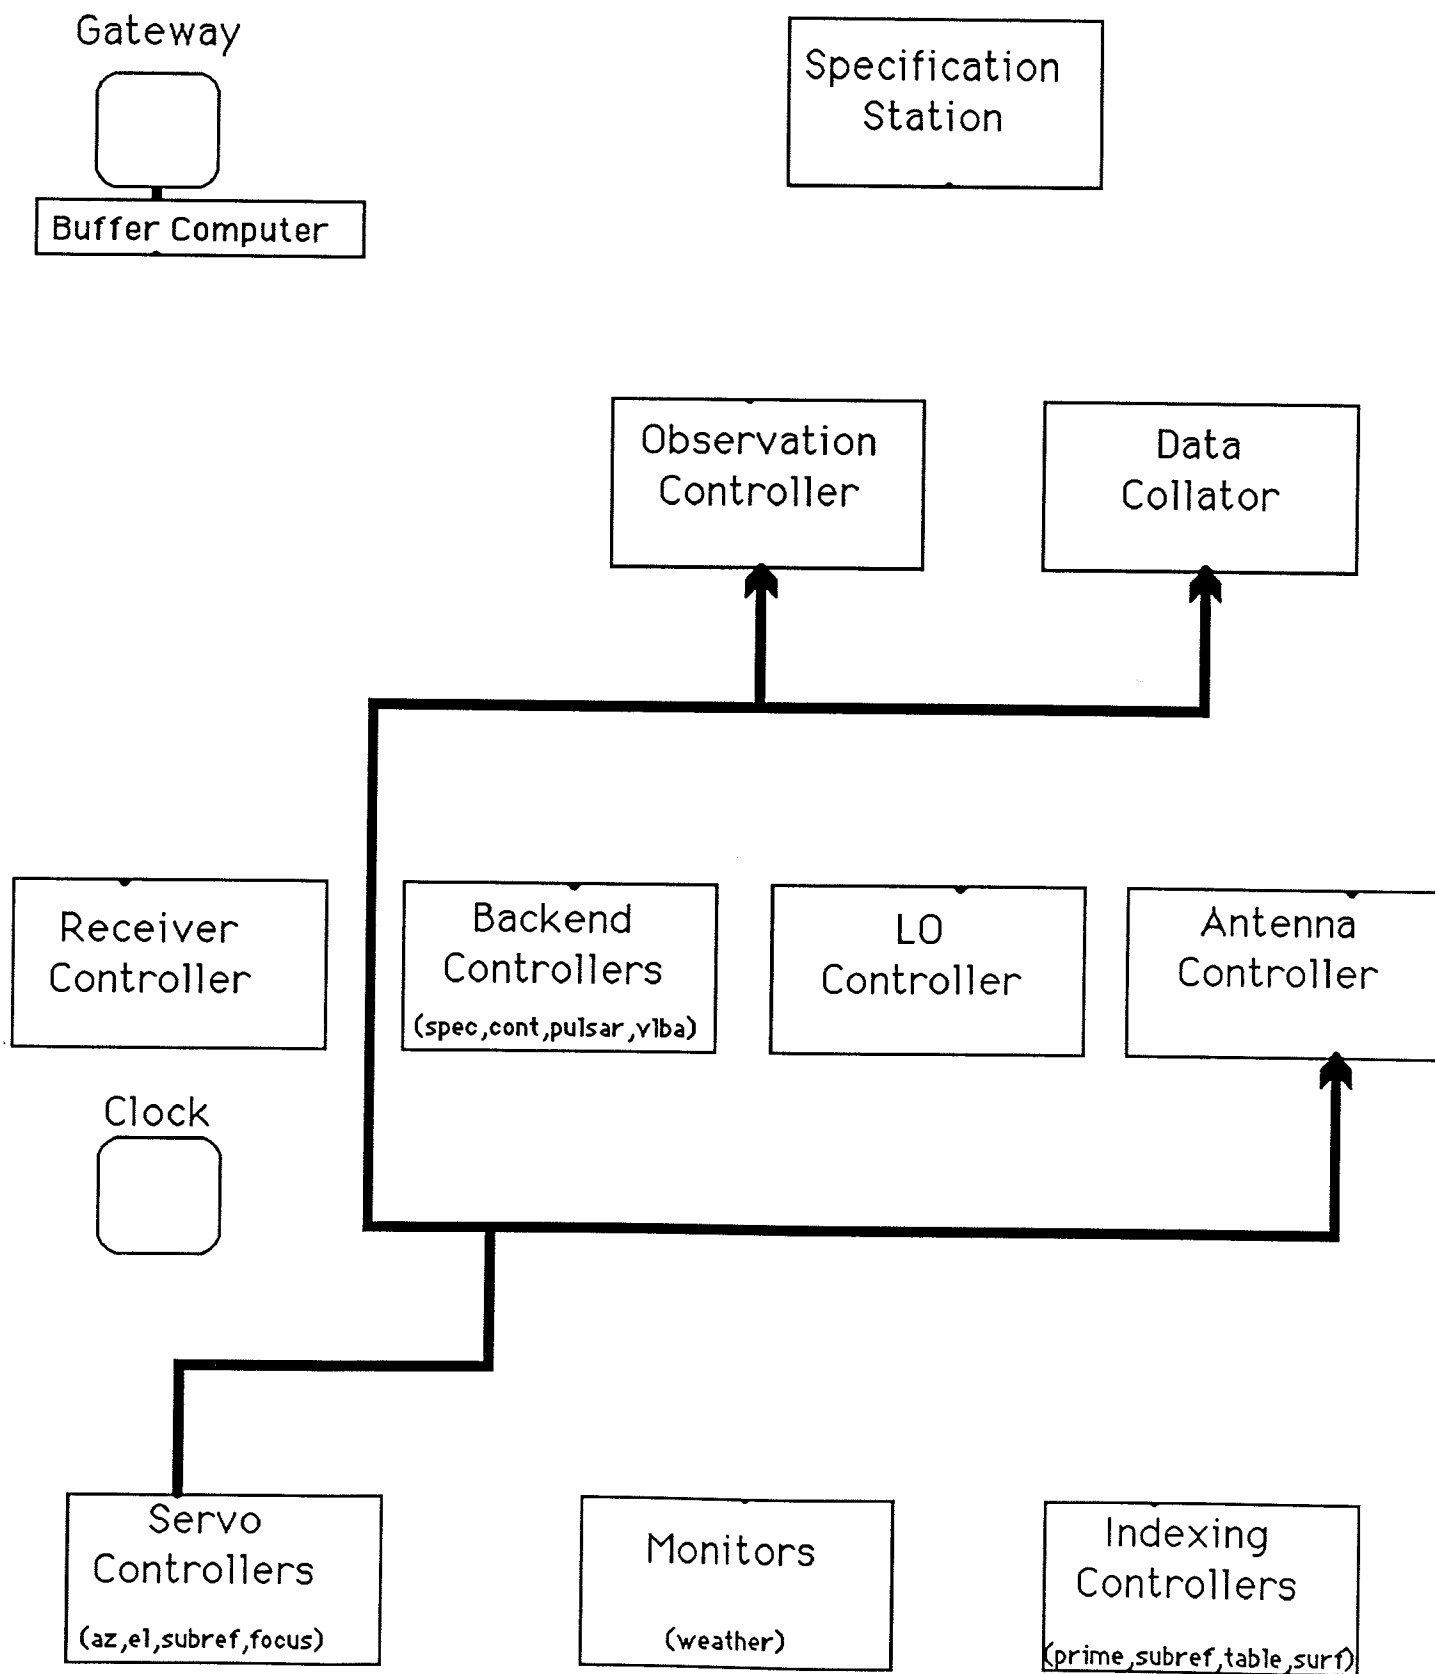 Gateway
Buffer Computer
Specification
Station
Observation
Controller
Data
Collator
Receiver
Controller
Backend
Controllers
(spec,cont,pulsar,vlba)
LO
Controller
Antenna
Controller
Clock
Servo
Controllers
(az,el,subref,focus)
Monitors
(weather)
Indexing
Controllers
(prime,subref,table,surf)